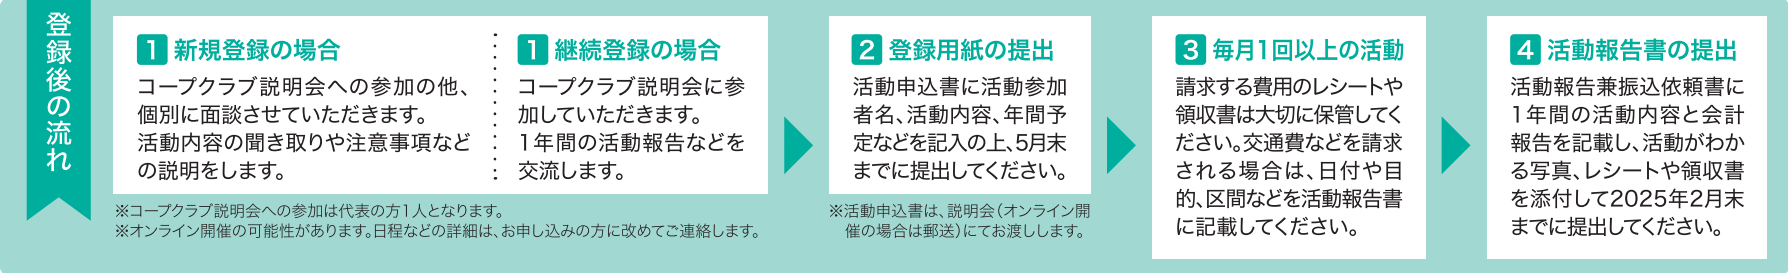 登録後の流れ
1 新規登録の場合
コープクラブ説明会への参加の他、
個別に面談させていただきます。
活動内容の聞き取りや注意事項など
の説明をします。
1 継続登録の場合
コープクラブ説明会に参
加していただきます。
1年間の活動報告などを
交流します。
※コープクラブ説明会への参加は代表の方1人となります。
※オンライン開催の可能性があります。日程などの詳細は、お申し込みの方に改めてご連絡します。
2 登録用紙の提出
活動申込書に活動参加
者名、活動内容、年間予
定などを記入の上、5月末
までに提出してください。
※活動申込書は、説明会（オンライン開
催の場合は郵送）にてお渡しします。
3 毎月1回以上の活動
請求する費用のレシートや
領収書は大切に保管してく
ださい。交通費などを請求
される場合は、日付や目
的、区間などを活動報告書
に記載してください。
4 活動報告書の提出
活動報告兼振込依頼書に
1年間の活動内容と会計
報告を記載し、活動がわか
る写真、レシートや領収書
を添付して2025年2月末
までに提出してください。